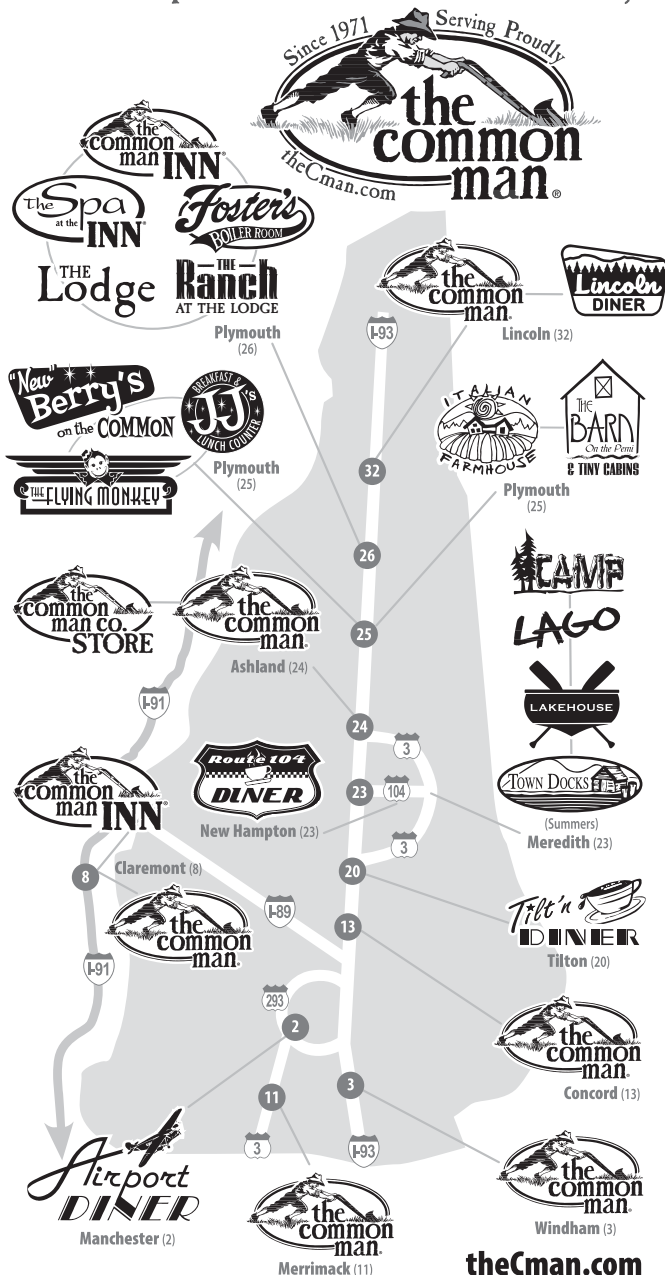 Since 1971
Serving Proudly
the
common
man®
theCman.com
the
common
man INN®
The Spa
at the
INN®
Foster's
BOILER ROOM
THE
Lodge
THE
Ranch
AT THE LODGE
Plymouth
(26)
the
common
man®
Lincoln
DINER
Lincoln (32)
I-93
"New"
Berry's
on the COMMON
BREAKFAST &
JJ's
LUNCH COUNTER
THE FLYING MONKEY
Plymouth
(25)
ITALIAN
FARMHOUSE
THE
BARN
On the Pemi
& TINY CABINS
Plymouth
(25)
32
26
25
the
common
man co.
STORE
the
common
man®
Ashland (24)
CAMP
LAGO
LAKEHOUSE
TOWN DOCKS
(Summers)
Meredith (23)
I-91
24
3
23
104
3
20
Route 104
DINER
New Hampton (23)
the
common
man INN®
8
Claremont (8)
the
common
man®
I-89
I-91
Tilt'n
DINER
Tilton (20)
13
293
2
11
3
3
I-93
the
common
man®
Concord (13)
Airport
DINER
Manchester (2)
the
common
man®
Merrimack (11)
the
common
man®
Windham (3)
theCman.com